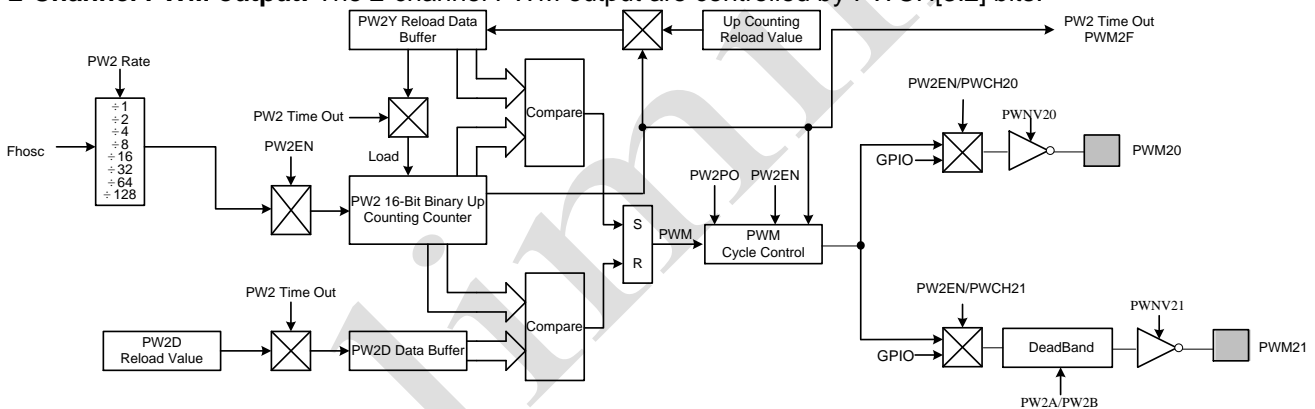 2-Channel PWM output: The 2-channel PWM output are controlled by PWCH[3:2] bits.
PW2Y Reload Data
Buffer
Up Counting
Reload Value
PW2 Time Out
PWM2F
PW2 Rate
÷1
÷2
÷4
÷8
÷16
÷32
÷64
÷128
Fhosc
PW2 Time Out
Load
Compare
PW2EN
PW2 16-Bit Binary Up
Counting Counter
PW2EN/PWCH20
GPIO
PWNV20
PWM20
PW2PO
PW2EN
S
R
PWM
PWM
Cycle Control
PW2 Time Out
PW2D
Reload Value
PW2D Data Buffer
Compare
PW2EN/PWCH21
GPIO
DeadBand
PWNV21
PWM21
PW2A/PW2B